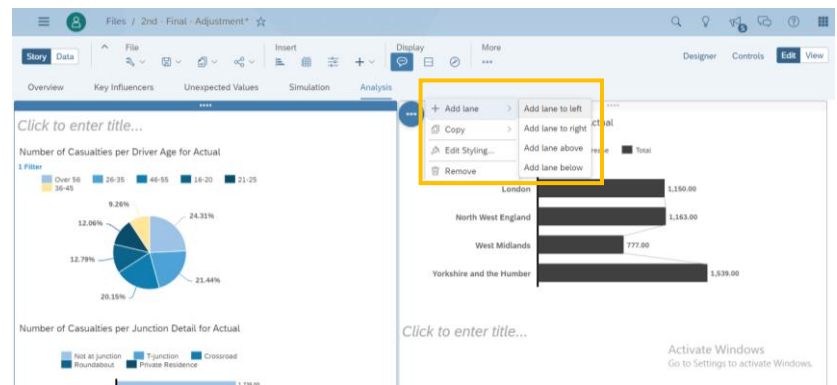 Files / 2nd - Final - Adjustment*
Story Data
File
Insert
Display
More
Designer Controls Edit View
Overview Key Influencers Unexpected Values Simulation Analysis
Click to enter title...
Number of Casualties per Driver Age for Actual
1 Filter
Over 56 26-35 46-55 16-20 21-25
36-45
9.26%
24.31%
12.06%
12.79%
21.44%
20.15%
Number of Casualties per Junction Detail for Actual
Not at junction T-junction Crossroad
Roundabout Private Residence
+ Add lane
Copy
Edit Styling...
Remove
Add lane to left
Add lane to right
Add lane above
Add lane below
Total
London 1,150.00
North West England 1,163.00
West Midlands 777.00
Yorkshire and the Humber 1,539.00
Click to enter title...
Activate Windows
Go to Settings to activate Windows.